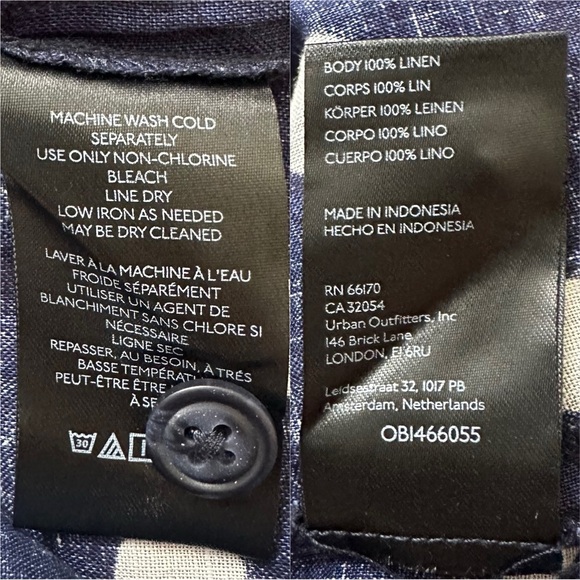 MACHINE WASH COLD
SEPARATELY
USE ONLY NON-CHLORINE
BLEACH
LINE DRY
LOW IRON AS NEEDED
MAY BE DRY CLEANED
LAVER À LA MACHINE À L'EAU
FROIDE SÉPARÉMENT
UTILISER UN AGENT DE
BLANCHIMENT SANS CHLORE SI
NÉCESSAIRE
LIGNE SEC
REPASSER, AU BESOIN, À TRÉS
BASSE
PEUT-ÊTRE ÊTRE
À
30
BODY 100% LINEN
CORPS 100% LIN
KÖRPER 100% LEINEN
CORPO 100% LINO
CUERPO 100% LINO
MADE IN INDONESIA
HECHO EN INDONESIA
RN 66170
CA 32054
Urban Outfitters, Inc
146 Brick Lane
LONDON, E1 6RU
Leidsestraat 32, 1017 PB
Amsterdam, Netherlands
OB1466055